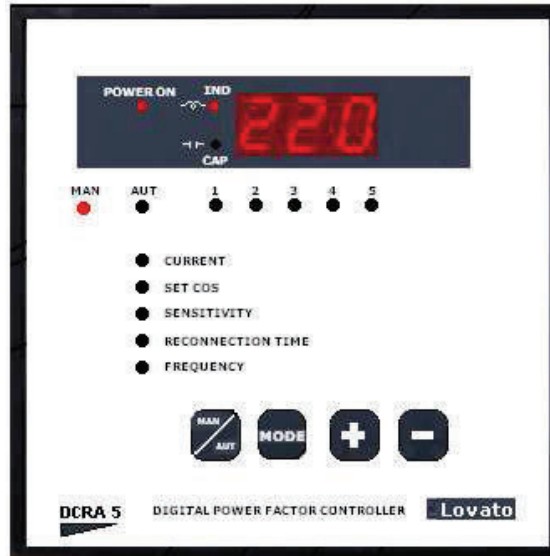 POWER ON IND
220
CAP
MAN AUT 1 2 3 4 5
CURRENT
SET COS
SENSITIVITY
RECONNECTION TIME
FREQUENCY
MAN AUT MODE + -
DCRA 5 DIGITAL POWER FACTOR CONTROLLER Lovato